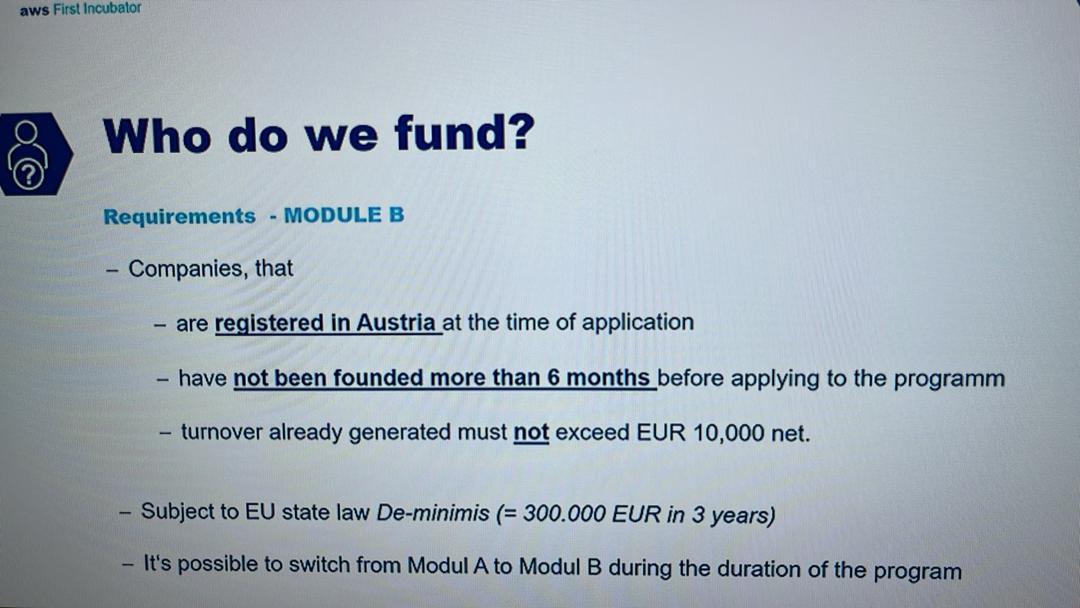 aws First Incubator
?
Who do we fund?
Requirements - MODULE B
– Companies, that
– are registered in Austria at the time of application
– have not been founded more than 6 months before applying to the programm
– turnover already generated must not exceed EUR 10,000 net.
– Subject to EU state law De-minimis (= 300.000 EUR in 3 years)
– It's possible to switch from Modul A to Modul B during the duration of the program